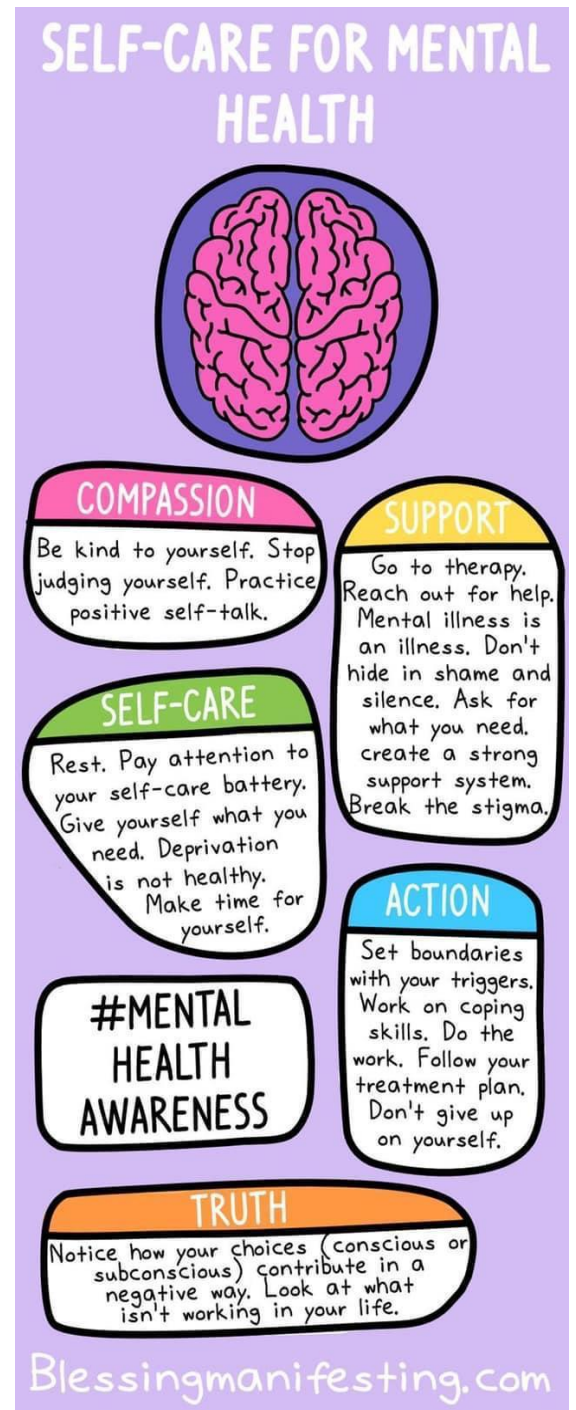 SELF-CARE FOR MENTAL
HEALTH
COMPASSION
Be kind to yourself. Stop
judging yourself. Practice
positive self-talk.
SUPPORT
Go to therapy.
Reach out for help.
Mental illness is
an illness. Don't
hide in shame and
silence. Ask for
what you need.
create a strong
support system.
Break the stigma.
SELF-CARE
Rest. Pay attention to
your self-care battery.
Give yourself what you
need. Deprivation
is not healthy.
Make time for
yourself.
ACTION
Set boundaries
with your triggers.
Work on coping
skills. Do the
work. Follow your
treatment plan.
Don't give up
on yourself.
#MENTAL
HEALTH
AWARENESS
TRUTH
Notice how your choices (conscious or
subconscious) contribute in a
negative way. Look at what
isn't working in your life.
Blessingmanifesting.com